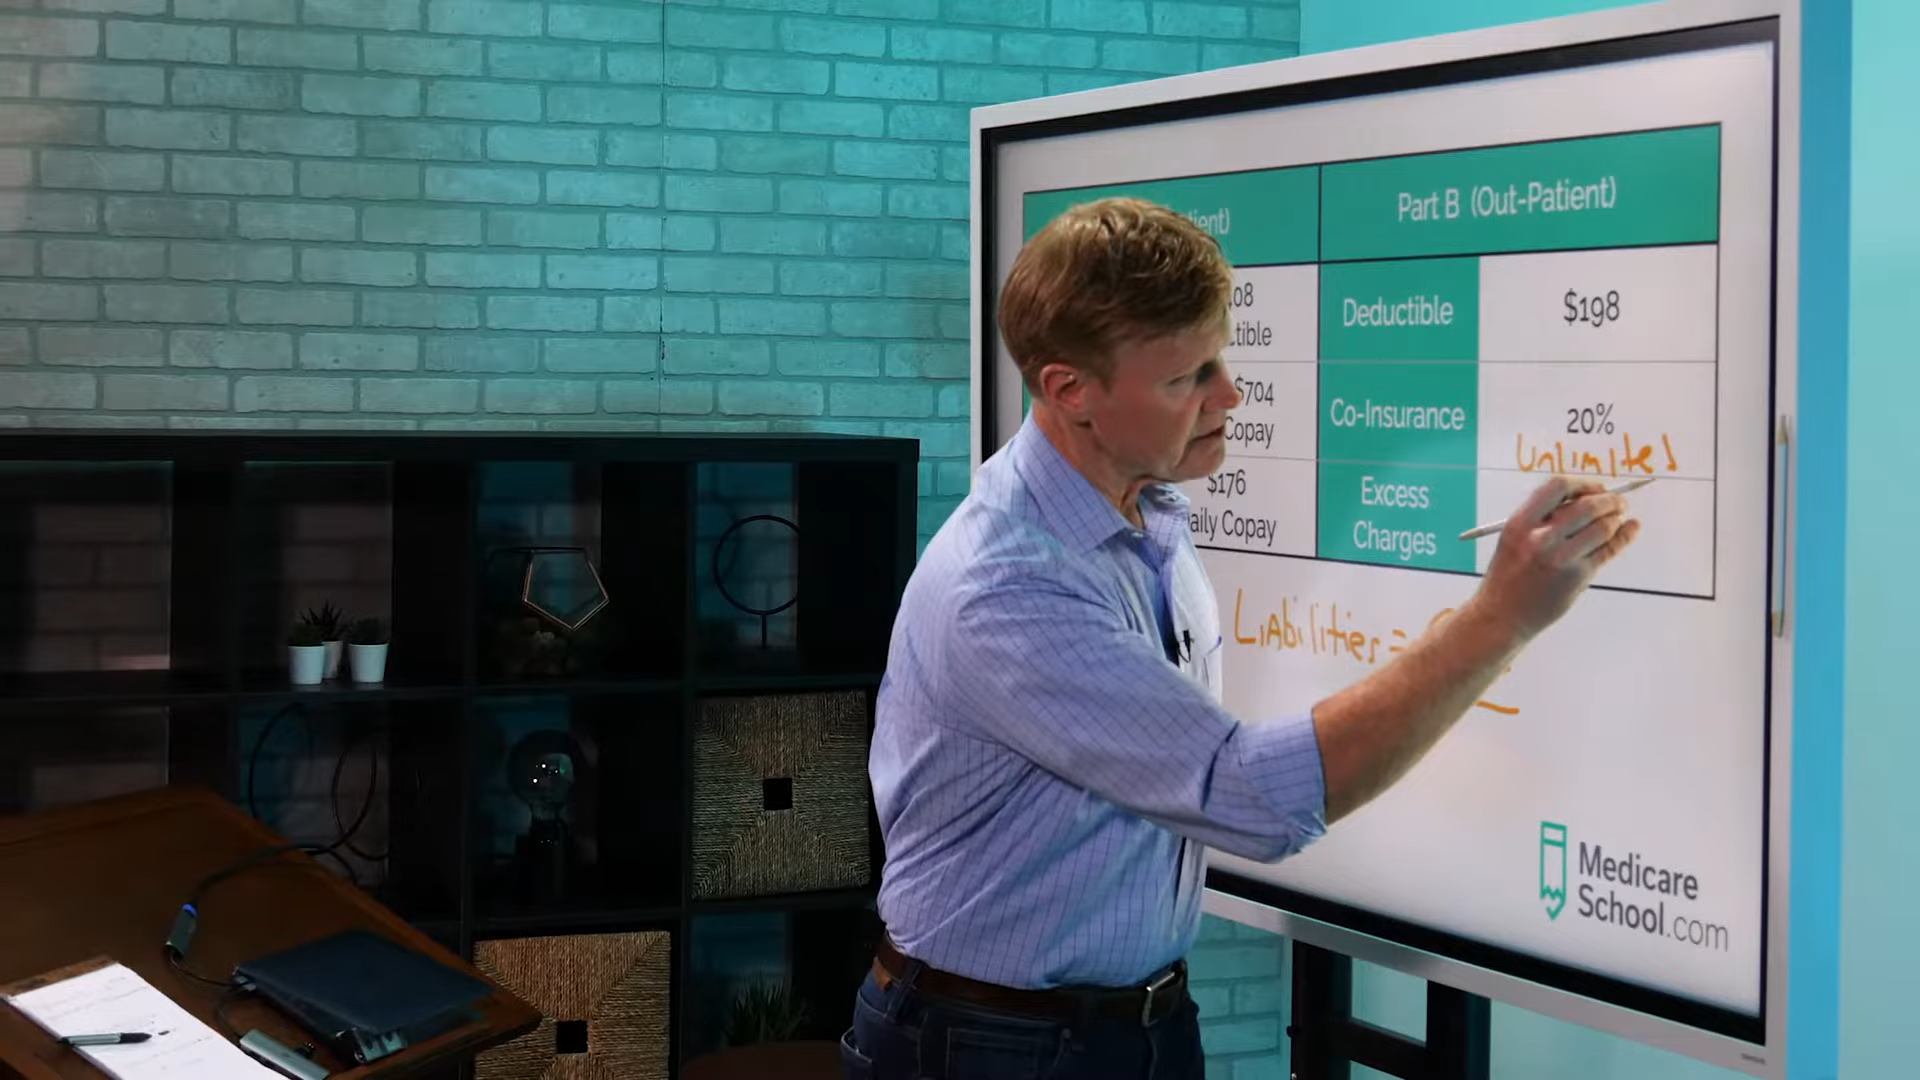 Part B (Out-Patient)
Deductible
$198
$704
Copay
Co-Insurance
20%
Unlimited
$176
Copay
Excess
Charges
Liabilities =
Medicare
School.com